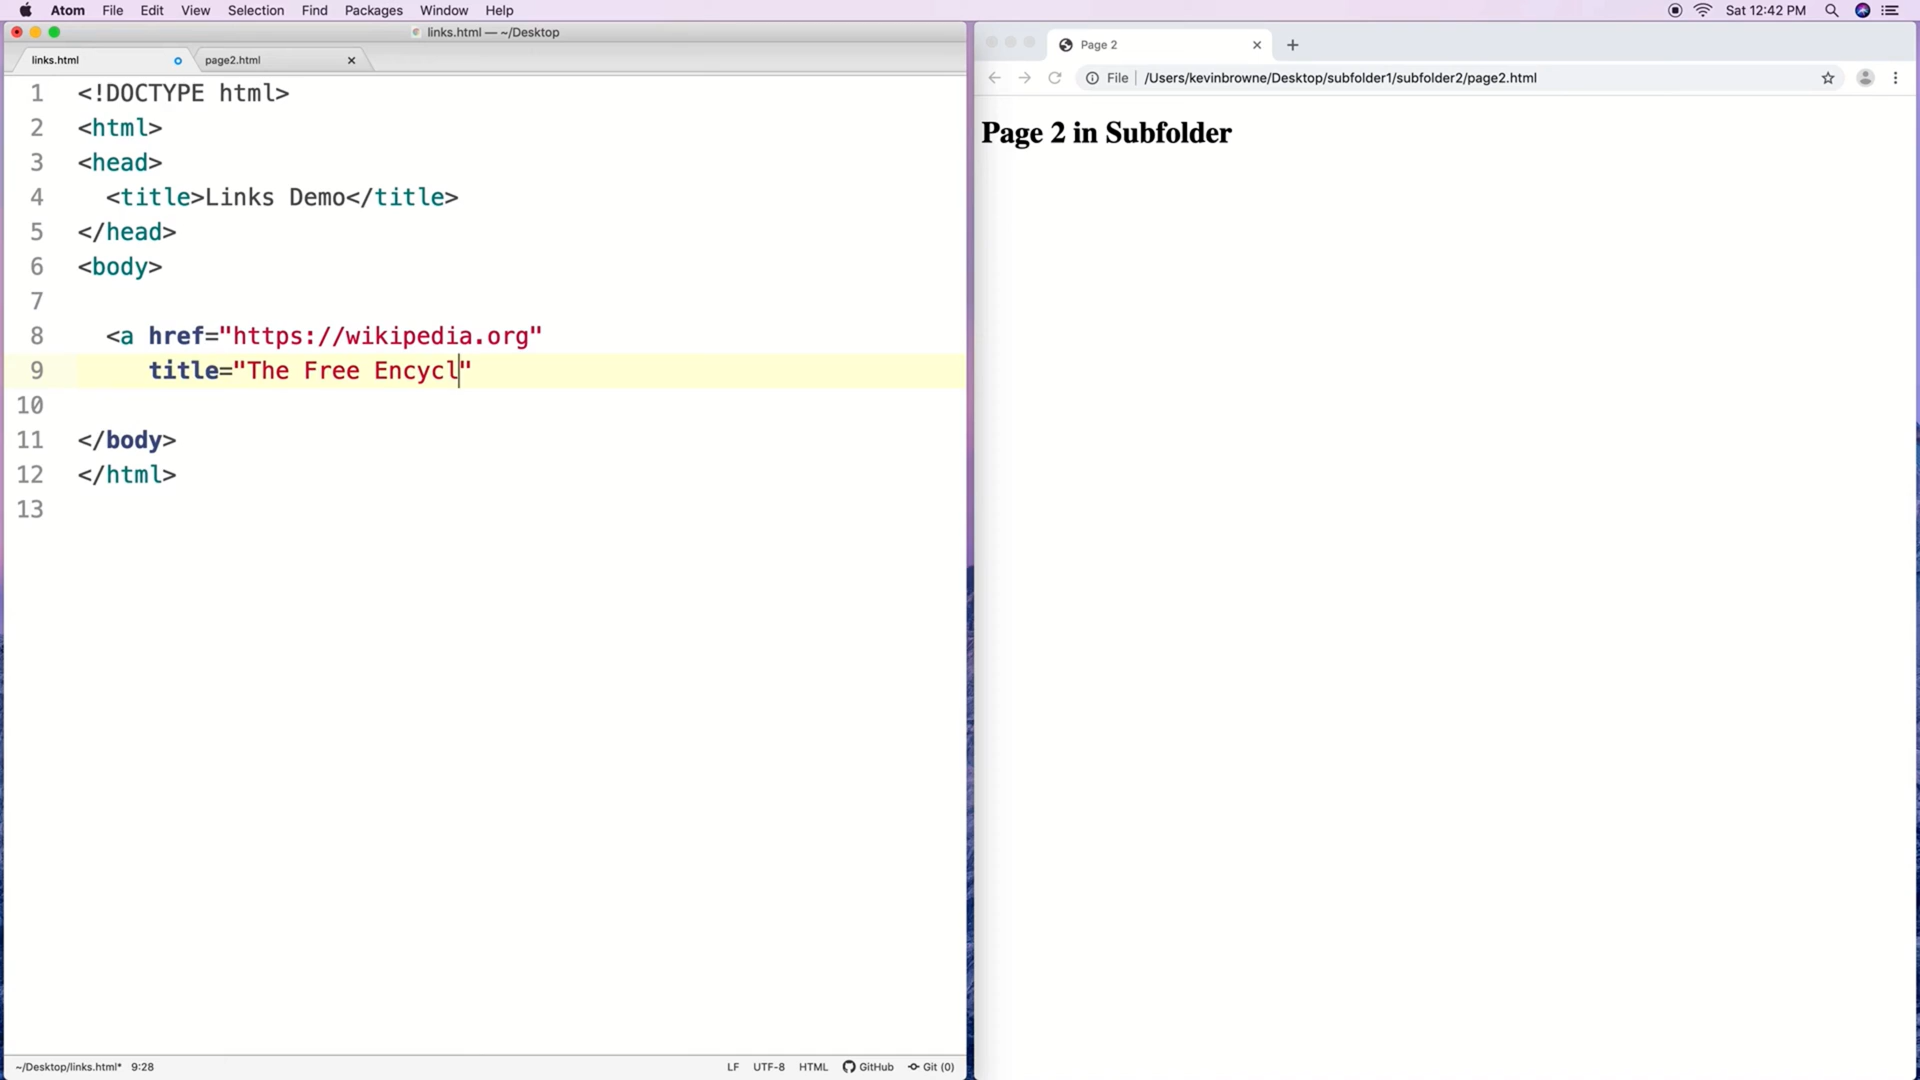 Atom File Edit View Selection Find Packages Window Help
Sat 12:42 PM
links.html — ~/Desktop
links.html
page2.html
1 <!DOCTYPE html>
2 <html>
3 <head>
4 <title>Links Demo</title>
5 </head>
6 <body>
7
8 <a href="https://wikipedia.org"
9 title="The Free Encycl"
10
11 </body>
12 </html>
13
~/Desktop/links.html* 9:28
LF UTF-8 HTML GitHub Git (0)
Page 2
File /Users/kevinbrowne/Desktop/subfolder1/subfolder2/page2.html
Page 2 in Subfolder